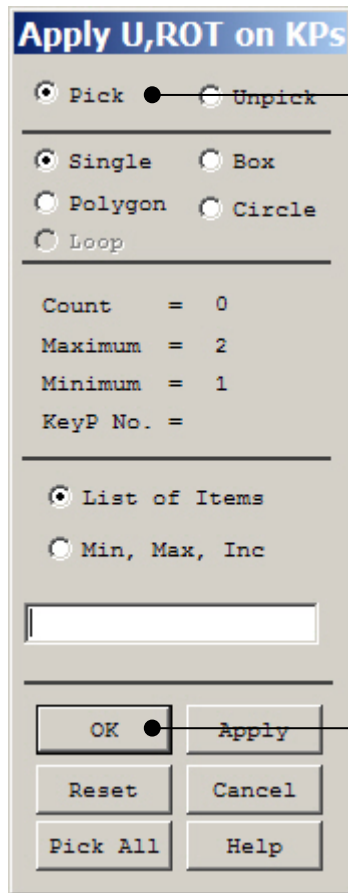 Apply U,ROT on KPs
Pick Unpick
Single Box
Polygon Circle
Loop
Count = 0
Maximum = 2
Minimum = 1
KeyP No. =
List of Items
Min, Max, Inc
OK Apply
Reset Cancel
Pick All Help